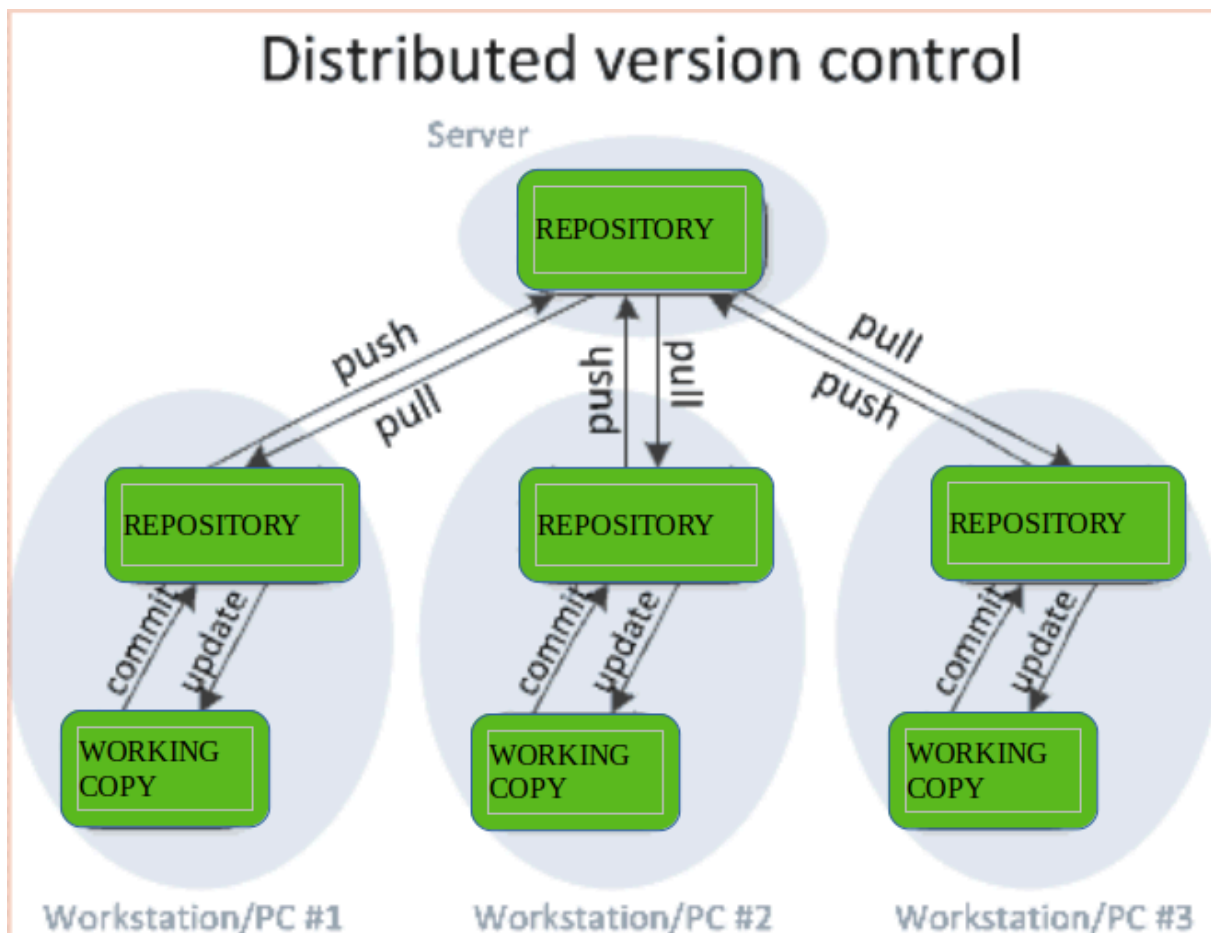 Distributed version control
Server
REPOSITORY
push
pull
push
pull
pull
push
REPOSITORY
REPOSITORY
REPOSITORY
commit
update
commit
update
commit
update
WORKING
COPY
WORKING
COPY
WORKING
COPY
Workstation/PC #1
Workstation/PC #2
Workstation/PC #3